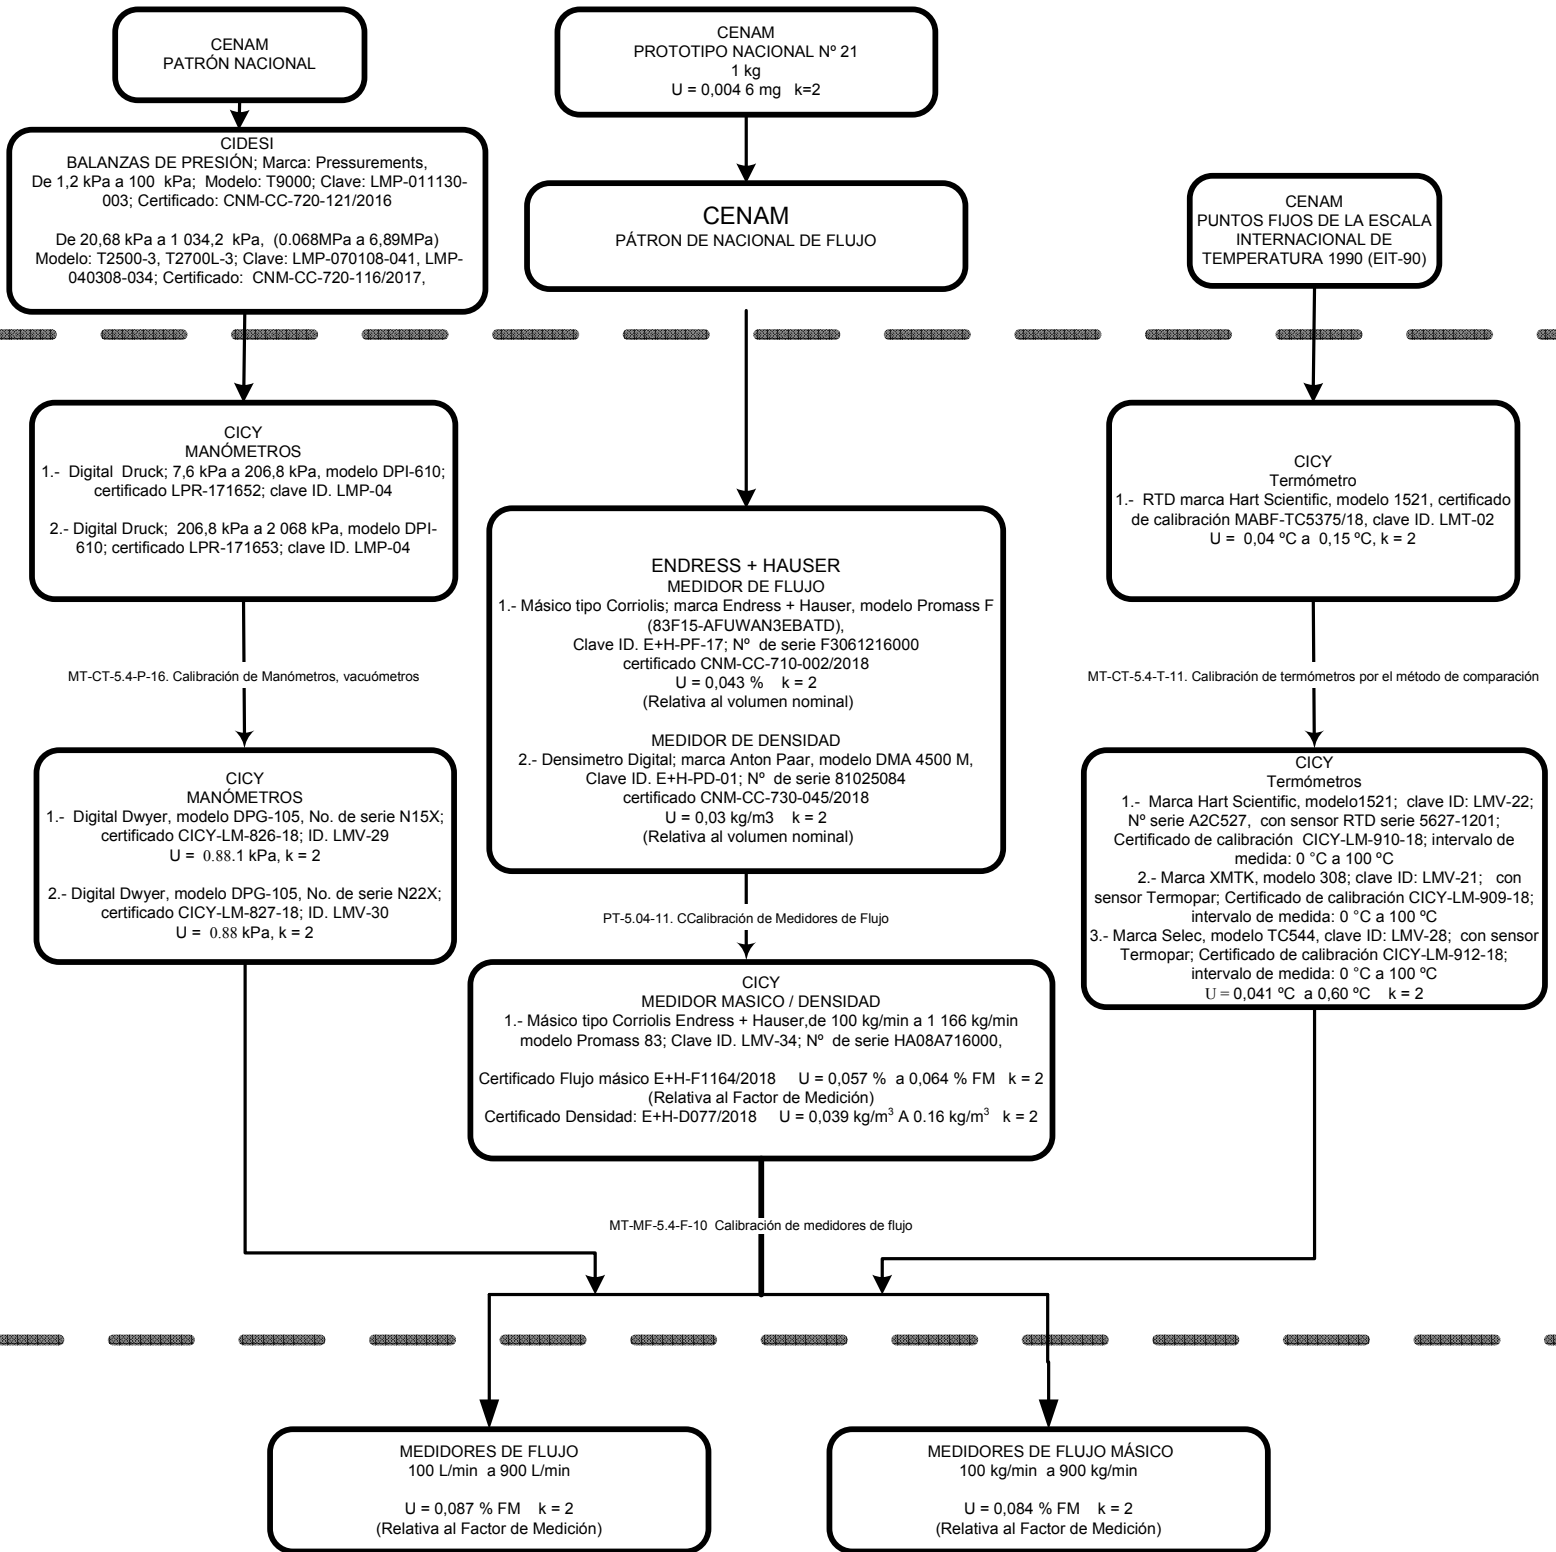 CENAM
PATRÓN NACIONAL
CENAM
PROTOTIPO NACIONAL Nº 21
1 kg
U = 0,004 6 mg k=2
CIDESI
BALANZAS DE PRESIÓN; Marca: Pressurements,
De 1,2 kPa a 100 kPa; Modelo: T9000; Clave: LMP-011130-
003; Certificado: CNM-CC-720-121/2016
De 20,68 kPa a 1 034,2 kPa, (0.068MPa a 6,89MPa)
Modelo: T2500-3, T2700L-3; Clave: LMP-070108-041, LMP-
040308-034; Certificado: CNM-CC-720-116/2017,
CENAM
PÁTRON DE NACIONAL DE FLUJO
CENAM
PUNTOS FIJOS DE LA ESCALA
INTERNACIONAL DE
TEMPERATURA 1990 (EIT-90)
CICY
MANÓMETROS
1.- Digital Druck; 7,6 kPa a 206,8 kPa, modelo DPI-610;
certificado LPR-171652; clave ID. LMP-04
2.- Digital Druck; 206,8 kPa a 2 068 kPa, modelo DPI-
610; certificado LPR-171653; clave ID. LMP-04
ENDRESS + HAUSER
MEDIDOR DE FLUJO
1.- Másico tipo Corriolis; marca Endress + Hauser, modelo Promass F
(83F15-AFUWAN3EBATD),
Clave ID. E+H-PF-17; Nº de serie F3061216000
certificado CNM-CC-710-002/2018
U = 0,043 % k = 2
(Relativa al volumen nominal)
MEDIDOR DE DENSIDAD
2.- Densimetro Digital; marca Anton Paar, modelo DMA 4500 M,
Clave ID. E+H-PD-01; Nº de serie 81025084
certificado CNM-CC-730-045/2018
U = 0,03 kg/m3 k = 2
(Relativa al volumen nominal)
CICY
Termómetro
1.- RTD marca Hart Scientific, modelo 1521, certificado
de calibración MABF-TC5375/18, clave ID. LMT-02
U = 0,04 ºC a 0,15 ºC, k = 2
MT-CT-5.4-P-16. Calibración de Manómetros, vacuómetros
MT-CT-5.4-T-11. Calibración de termómetros por el método de comparación
CICY
MANÓMETROS
1.- Digital Dwyer, modelo DPG-105, No. de serie N15X;
certificado CICY-LM-826-18; ID. LMV-29
U = 0.88.1 kPa, k = 2
2.- Digital Dwyer, modelo DPG-105, No. de serie N22X;
certificado CICY-LM-827-18; ID. LMV-30
U = 0.88 kPa, k = 2
PT-5.04-11. CCalibración de Medidores de Flujo
CICY
Termómetros
1.- Marca Hart Scientific, modelo1521; clave ID: LMV-22;
Nº serie A2C527, con sensor RTD serie 5627-1201;
Certificado de calibración CICY-LM-910-18; intervalo de
medida: 0 °C a 100 ºC
2.- Marca XMTK, modelo 308; clave ID: LMV-21; con
sensor Termopar; Certificado de calibración CICY-LM-909-18;
intervalo de medida: 0 °C a 100 ºC
3.- Marca Selec, modelo TC544, clave ID: LMV-28; con sensor
Termopar; Certificado de calibración CICY-LM-912-18;
intervalo de medida: 0 °C a 100 ºC
U = 0,041 ºC a 0,60 ºC k = 2
CICY
MEDIDOR MASICO / DENSIDAD
1.- Másico tipo Corriolis Endress + Hauser,de 100 kg/min a 1 166 kg/min
modelo Promass 83; Clave ID. LMV-34; Nº de serie HA08A716000,
Certificado Flujo másico E+H-F1164/2018 U = 0,057 % a 0,064 % FM k = 2
(Relativa al Factor de Medición)
Certificado Densidad: E+H-D077/2018 U = 0,039 kg/m³ A 0.16 kg/m³ k = 2
MT-MF-5.4-F-10 Calibración de medidores de flujo
MEDIDORES DE FLUJO
100 L/min a 900 L/min
U = 0,087 % FM k = 2
(Relativa al Factor de Medición)
MEDIDORES DE FLUJO MÁSICO
100 kg/min a 900 kg/min
U = 0,084 % FM k = 2
(Relativa al Factor de Medición)